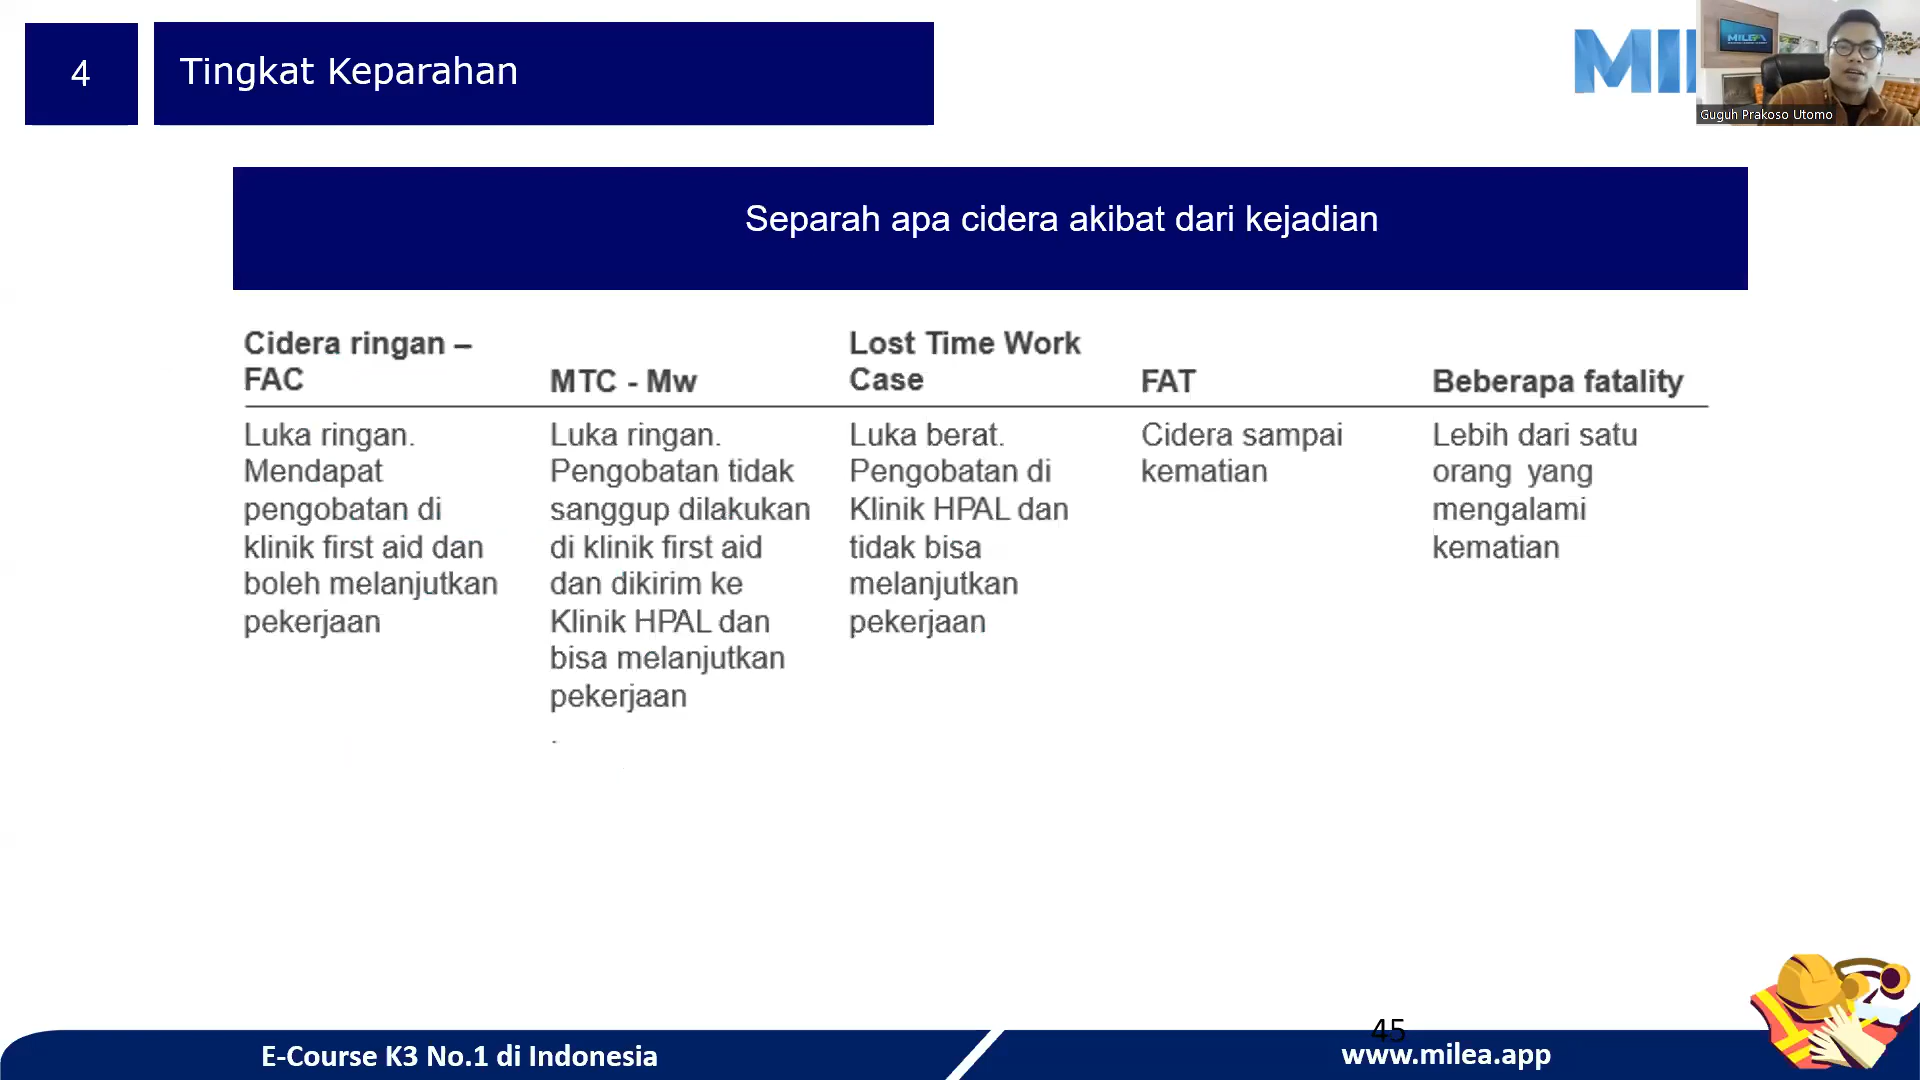 4
Tingkat Keparahan
MILEA
Guguh Prakoso Utomo
Separah apa cidera akibat dari kejadian
Cidera ringan –
FAC
Luka ringan.
Mendapat
pengobatan di
klinik first aid dan
boleh melanjutkan
pekerjaan
MTC - Mw
Luka ringan.
Pengobatan tidak
sanggup dilakukan
di klinik first aid
dan dikirim ke
Klinik HPAL dan
bisa melanjutkan
pekerjaan
.
Lost Time Work
Case
Luka berat.
Pengobatan di
Klinik HPAL dan
tidak bisa
melanjutkan
pekerjaan
FAT
Cidera sampai
kematian
Beberapa fatality
Lebih dari satu
orang yang
mengalami
kematian
45
E-Course K3 No.1 di Indonesia
www.milea.app